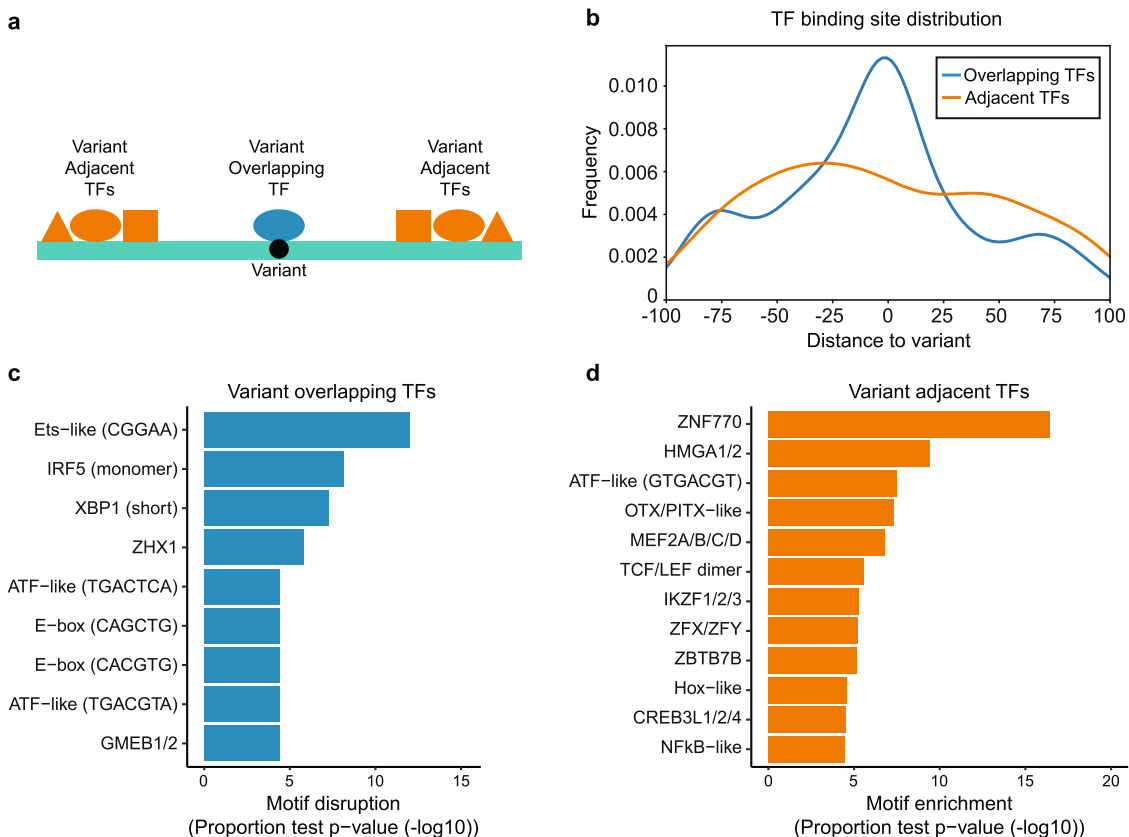 a
Variant
Adjacent
TFs
Variant
Overlapping
TF
Variant
Adjacent
TFs
Variant
b
TF binding site distribution
Overlapping TFs
Adjacent TFs
Frequency
0.010
0.008
0.006
0.004
0.002
0
-100 -75 -50 -25 0 25 50 75 100
Distance to variant
c
Variant overlapping TFs
Ets−like (CGGAA)
IRF5 (monomer)
XBP1 (short)
ZHX1
ATF−like (TGACTCA)
E−box (CAGCTG)
E−box (CACGTG)
ATF−like (TGACGTA)
GMEB1/2
0 5 10 15
Motif disruption
(Proportion test p−value (-log10))
d
Variant adjacent TFs
ZNF770
HMGA1/2
ATF−like (GTGACGT)
OTX/PITX−like
MEF2A/B/C/D
TCF/LEF dimer
IKZF1/2/3
ZFX/ZFY
ZBTB7B
Hox−like
CREB3L1/2/4
NFkB−like
0 5 10 15 20
Motif enrichment
(Proportion test p−value (-log10))